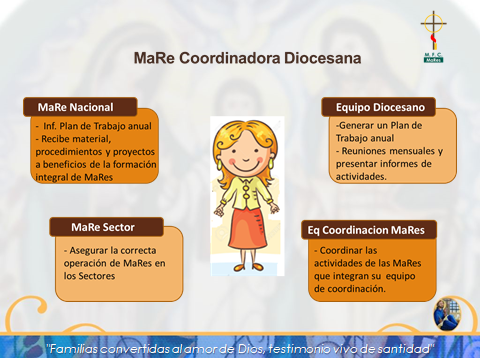 M. F. C.
MaRes
MaRe Coordinadora Diocesana
MaRe Nacional
- Inf. Plan de Trabajo anual
- Recibe material,
procedimientos y proyectos
a beneficios de la formación
integral de MaRes
Equipo Diocesano
-Generar un Plan de
Trabajo anual
- Reuniones mensuales y
presentar informes de
actividades.
MaRe Sector
- Asegurar la correcta
operación de MaRes en
los Sectores
Eq Coordinacion MaRes
- Coordinar las
actividades de las MaRes
que integran su equipo
de coordinación.
"Familias convertidas al amor de Dios, testimonio vivo de santidad"